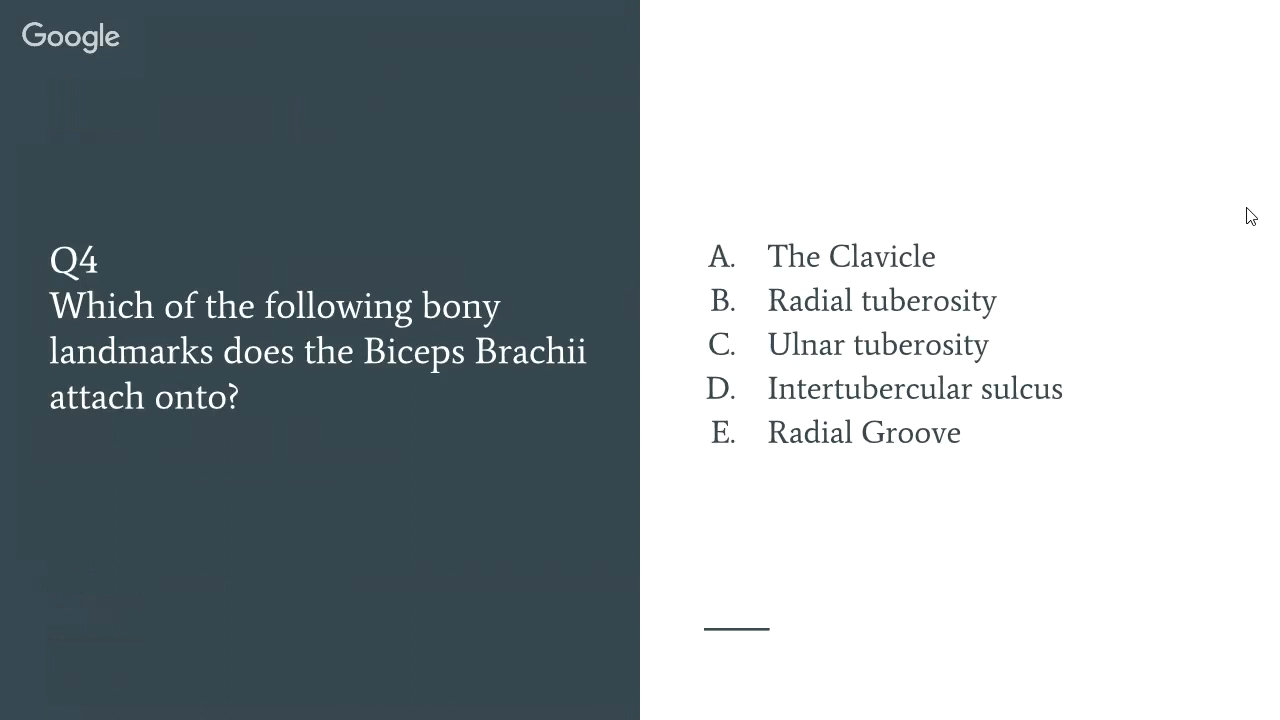 Google
Q4
Which of the following bony
landmarks does the Biceps Brachii
attach onto?
A. The Clavicle
B. Radial tuberosity
C. Ulnar tuberosity
D. Intertubercular sulcus
E. Radial Groove